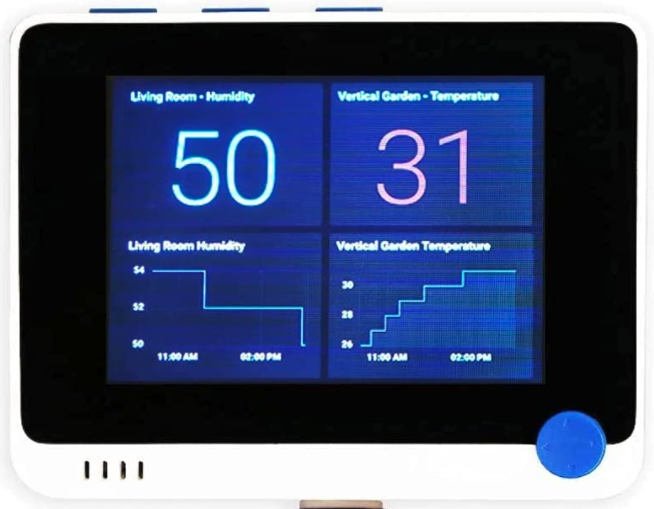 Living Room - Humidity
50
Vertical Garden - Temperature
31
Living Room Humidity
54
52
50
11:00 AM 02:00 PM
Vertical Garden Temperature
30
28
26
11:00 AM 02:00 PM